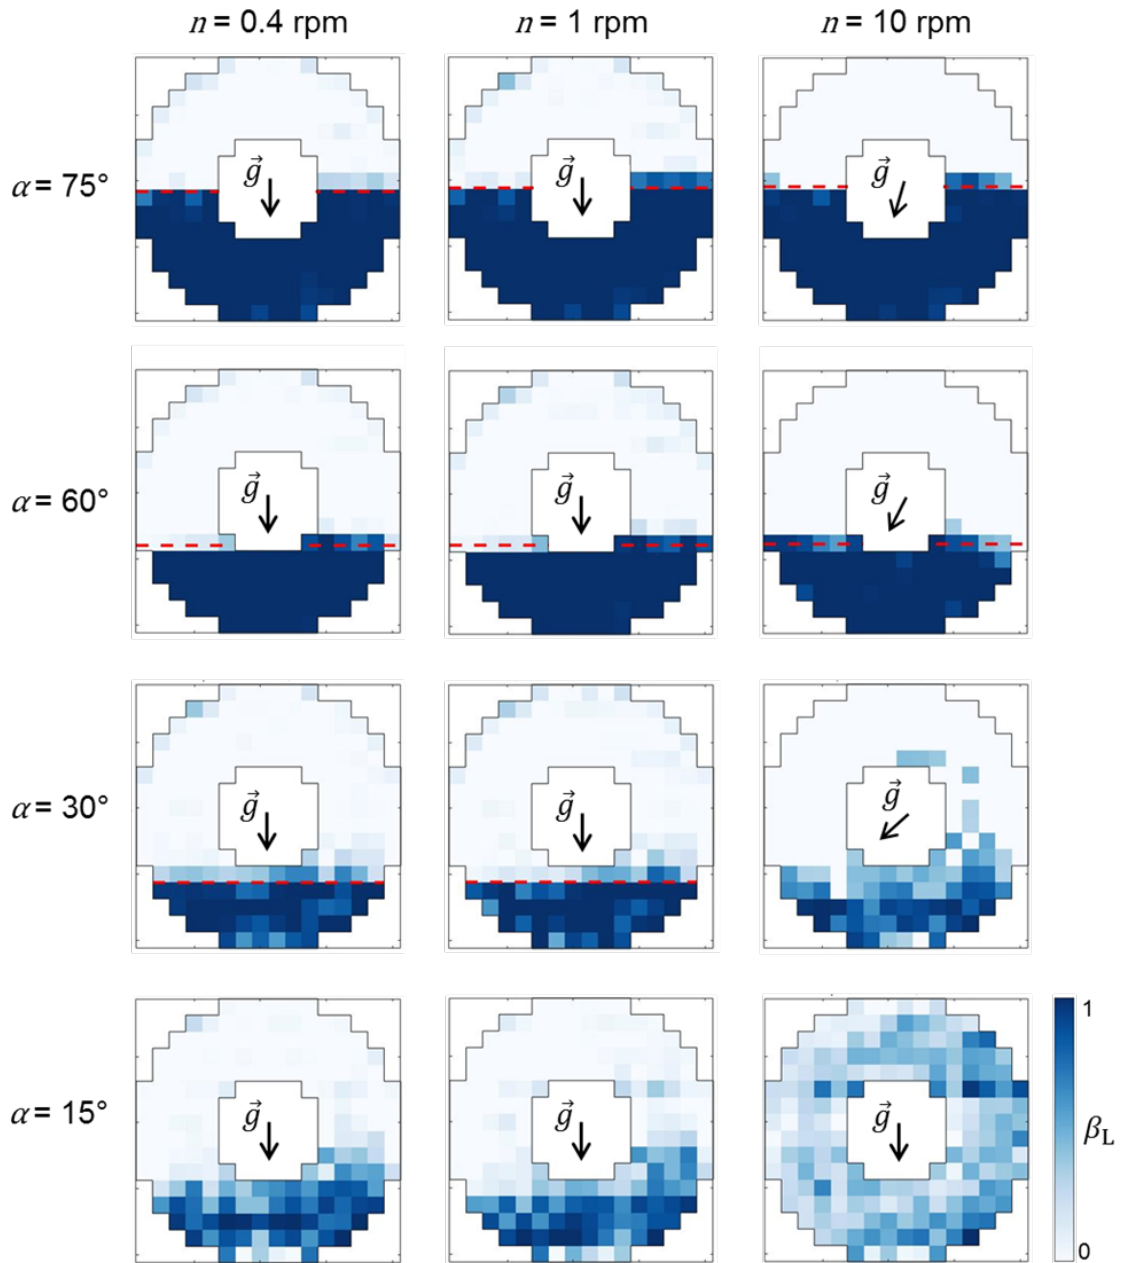 n = 0.4 rpm n = 1 rpm n = 10 rpm
α = 75° g⃗ g⃗ g⃗
α = 60° g⃗ g⃗ g⃗
α = 30° g⃗ g⃗ g⃗
1
α = 15° g⃗ g⃗ g⃗ β_L
0